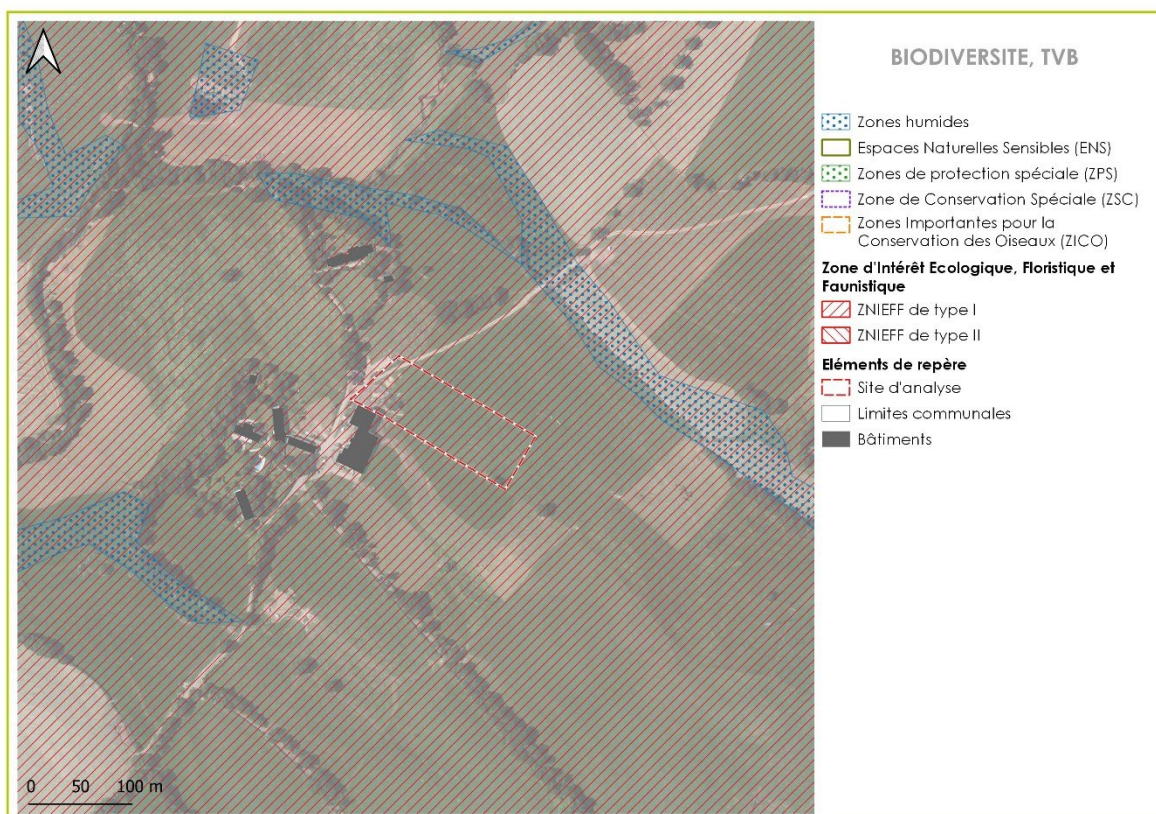 BIODIVERSITE, TVB
Zones humides
Espaces Naturelles Sensibles (ENS)
Zones de protection spéciale (ZPS)
Zone de Conservation Spéciale (ZSC)
Zones Importantes pour la
Conservation des Oiseaux (ZICO)
Zone d'Intérêt Ecologique, Floristique et
Faunistique
ZNIEFF de type I
ZNIEFF de type II
Eléments de repère
Site d'analyse
Limites communales
Bâtiments
0 50 100 m